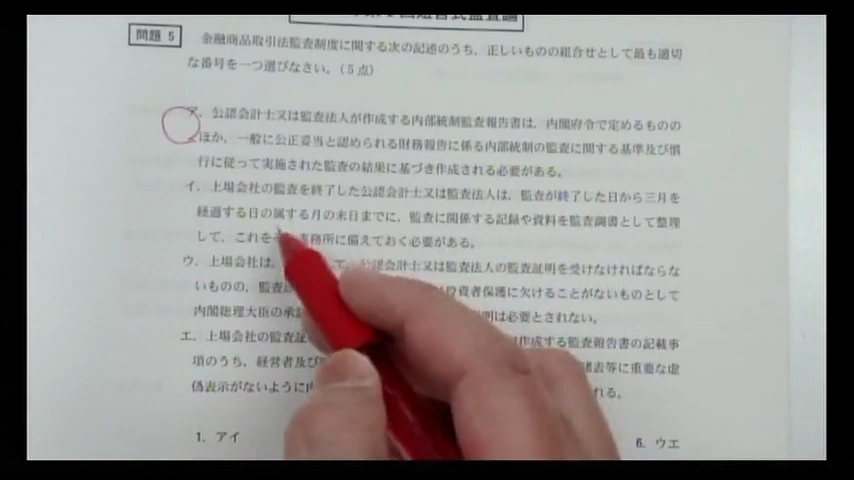 回短答式監査論
問題 5
金融商品取引法監査制度に関する次の記述のうち、正しいものの組合せとして最も適切
な番号を一つ選びなさい。(5点)
ア. 公認会計士又は監査法人が作成する内部統制監査報告書は、内閣府令で定めるものの
ほか、一般に公正妥当と認められる財務報告に係る内部統制の監査に関する基準及び慣
行に従って実施された監査の結果に基づき作成される必要がある。
イ. 上場会社の監査を終了した公認会計士又は監査法人は、監査が終了した日から三月を
経過する日の属する月の末日までに、監査に関係する記録や資料を監査調書として整理
して、これをそ 事務所に備えておく必要がある。
ウ. 上場会社は、 して 公認会計士又は監査法人の監査証明を受けなければならな
いものの、監査 投資者保護に欠けることがないものとして
内閣総理大臣の承 は必要とされない。
エ. 上場会社の監査証 作成する監査報告書の記載事
項のうち、経営者及び 諸表等に重要な虚
偽表示がないように れる。
1. アイ
6. ウエ